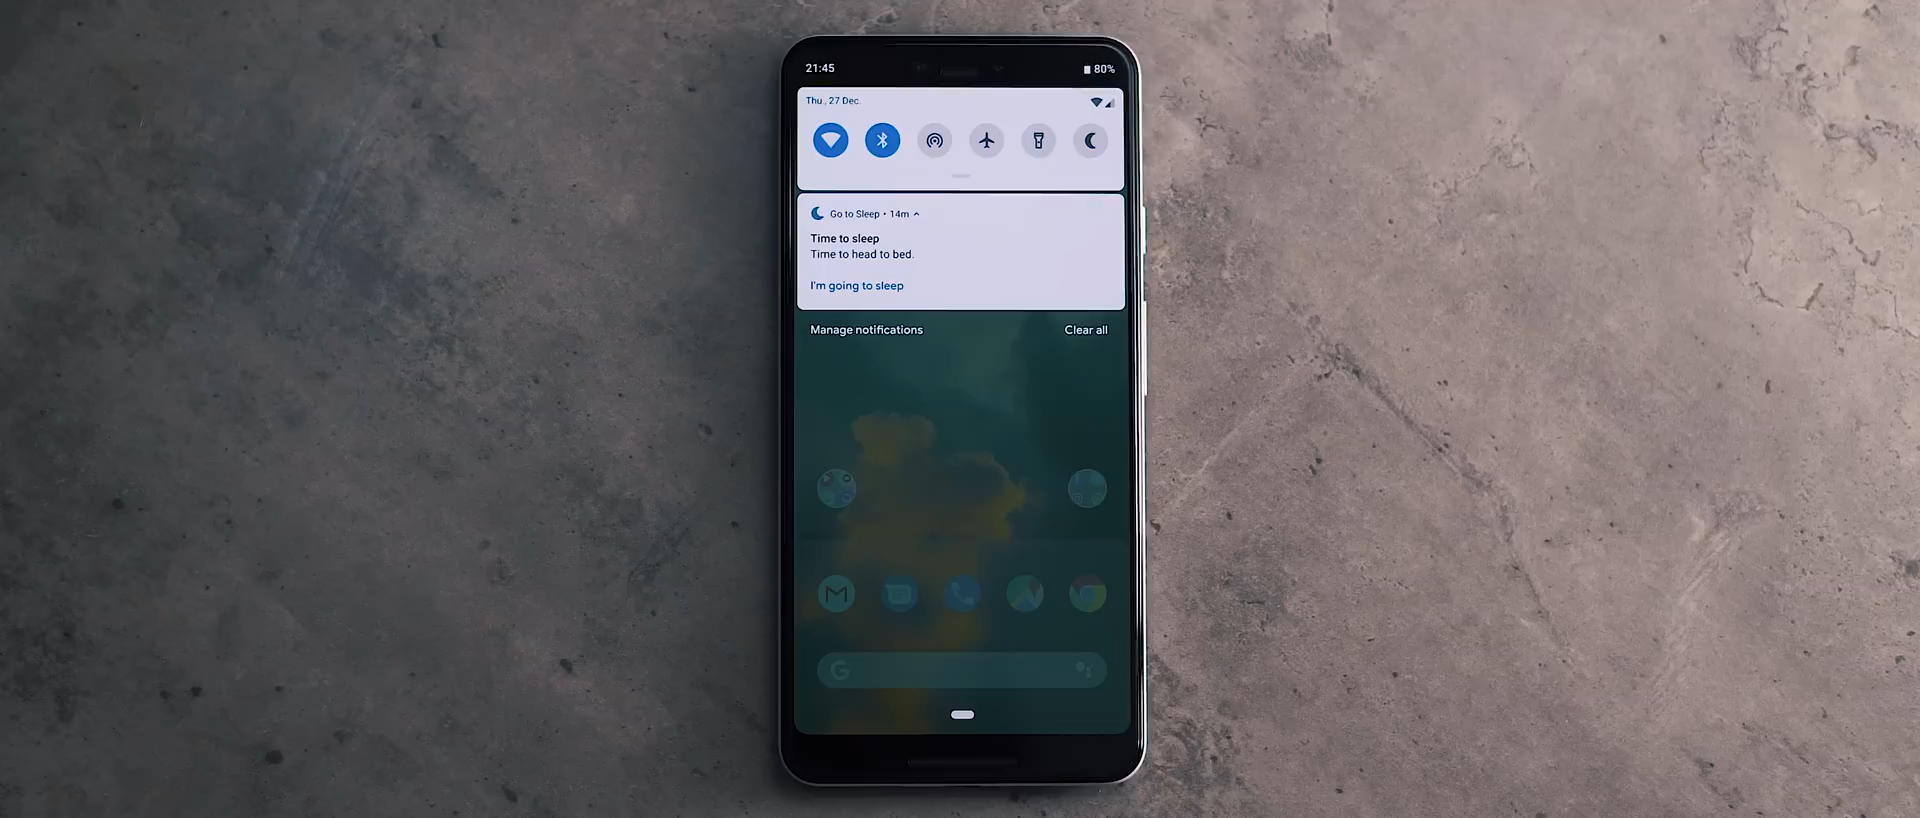 21:45
80%
Thu., 27 Dec.
Go to Sleep • 14m
Time to sleep
Time to head to bed.
I'm going to sleep
Manage notifications
Clear all